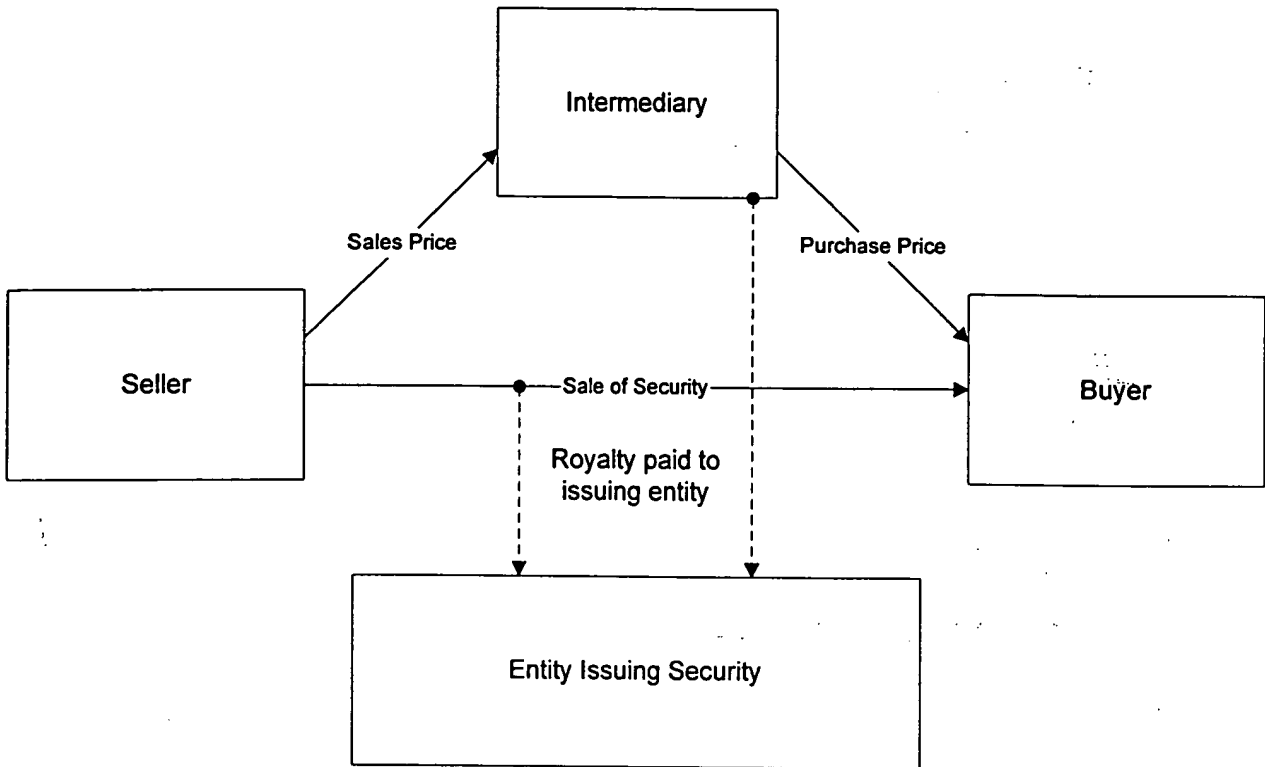 Intermediary
Sales Price
Purchase Price
Seller
Sale of Security
Buyer
Royalty paid to
issuing entity
Entity Issuing Security